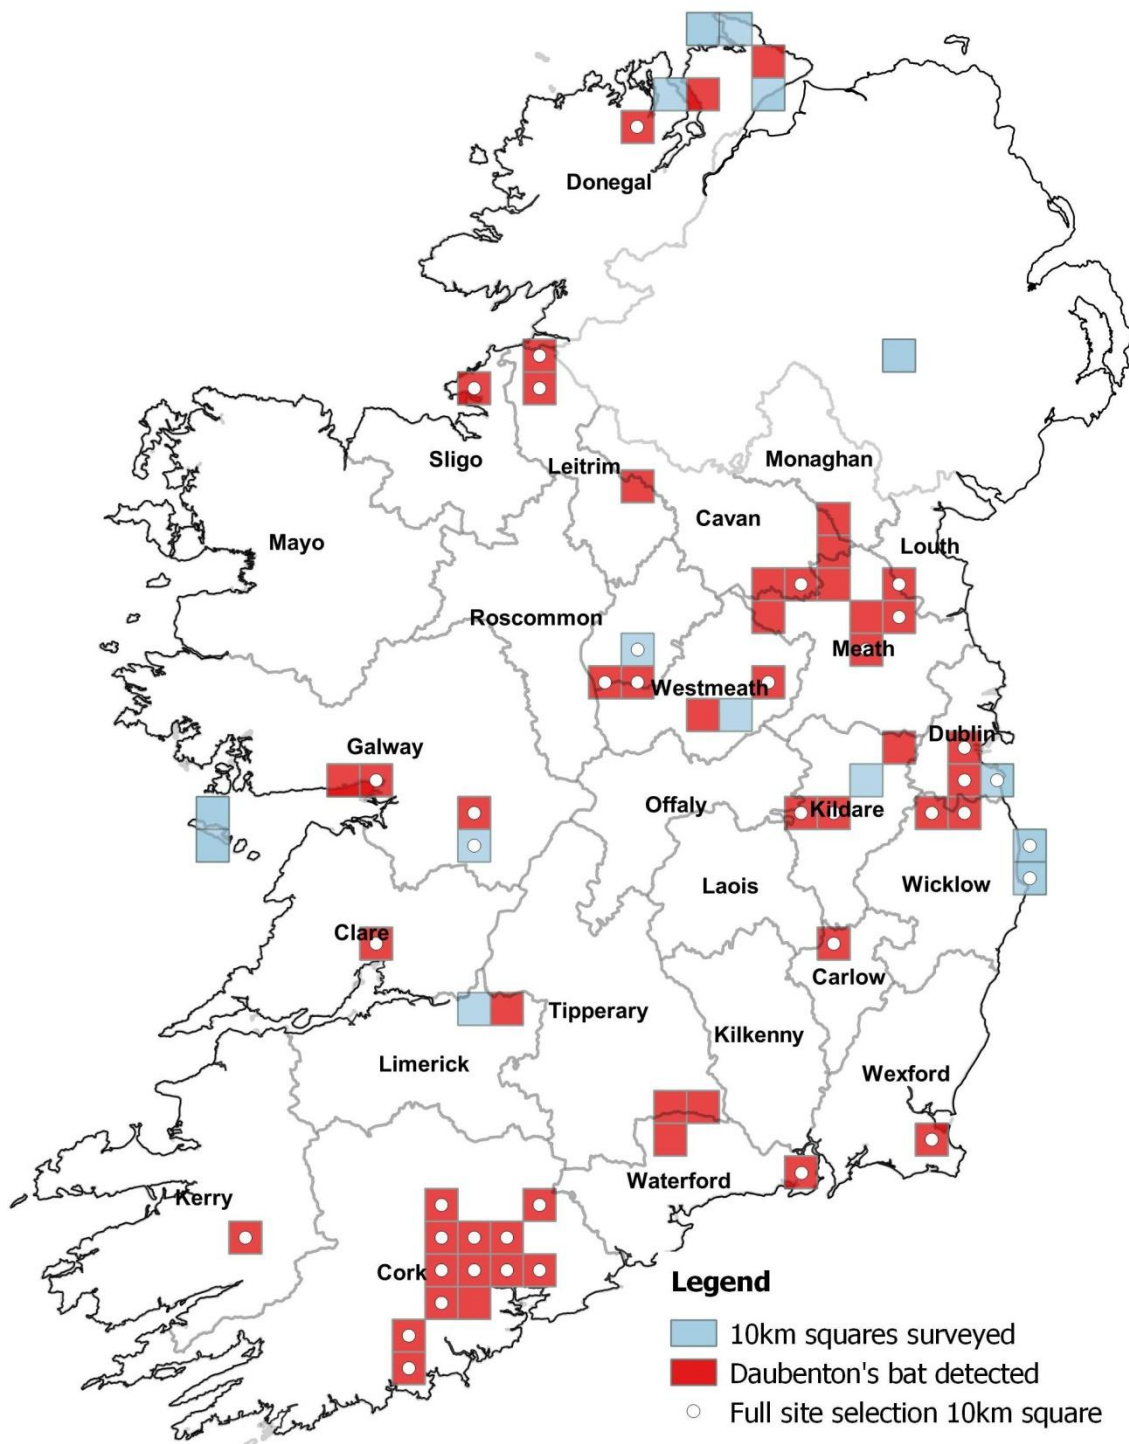 Donegal
Monaghan
Sligo
Leitrim
Cavan
Mayo
Louth
Roscommon
Meath
Westmeath
Dublin
Galway
Offaly
Kildare
Laois
Wicklow
Clare
Carlow
Tipperary
Kilkenny
Limerick
Wexford
Waterford
Kerry
Cork
Legend
10km squares surveyed
Daubenton's bat detected
Full site selection 10km square